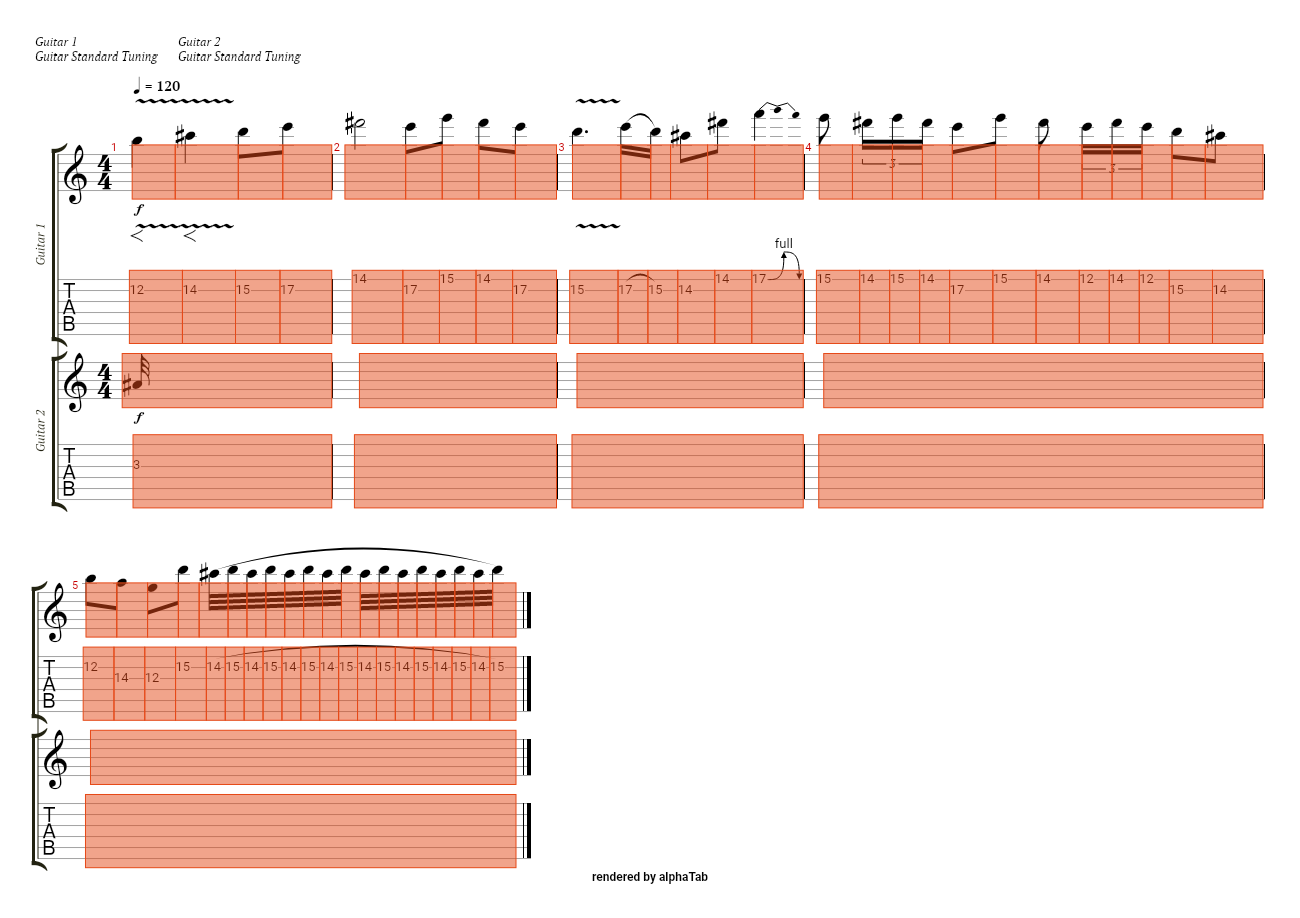 Guitar 1 Guitar 2
Guitar Standard Tuning Guitar Standard Tuning
= 120
1 2 3 4
4
4
f
3 3
Guitar 1
full
14 15 14 17 14 15 14 15 14 15 14 12 14 12
12 14 15 17 17 17 15 17 15 14 17 15 14
T
A
B
4
4
f
Guitar 2
3
T
A
B
5
12 15 14 15 14 15 14 15 14 15 14 15 14 15 14 15 14 15 14 15
14 12
T
A
B
T
A
B
rendered by alphaTab